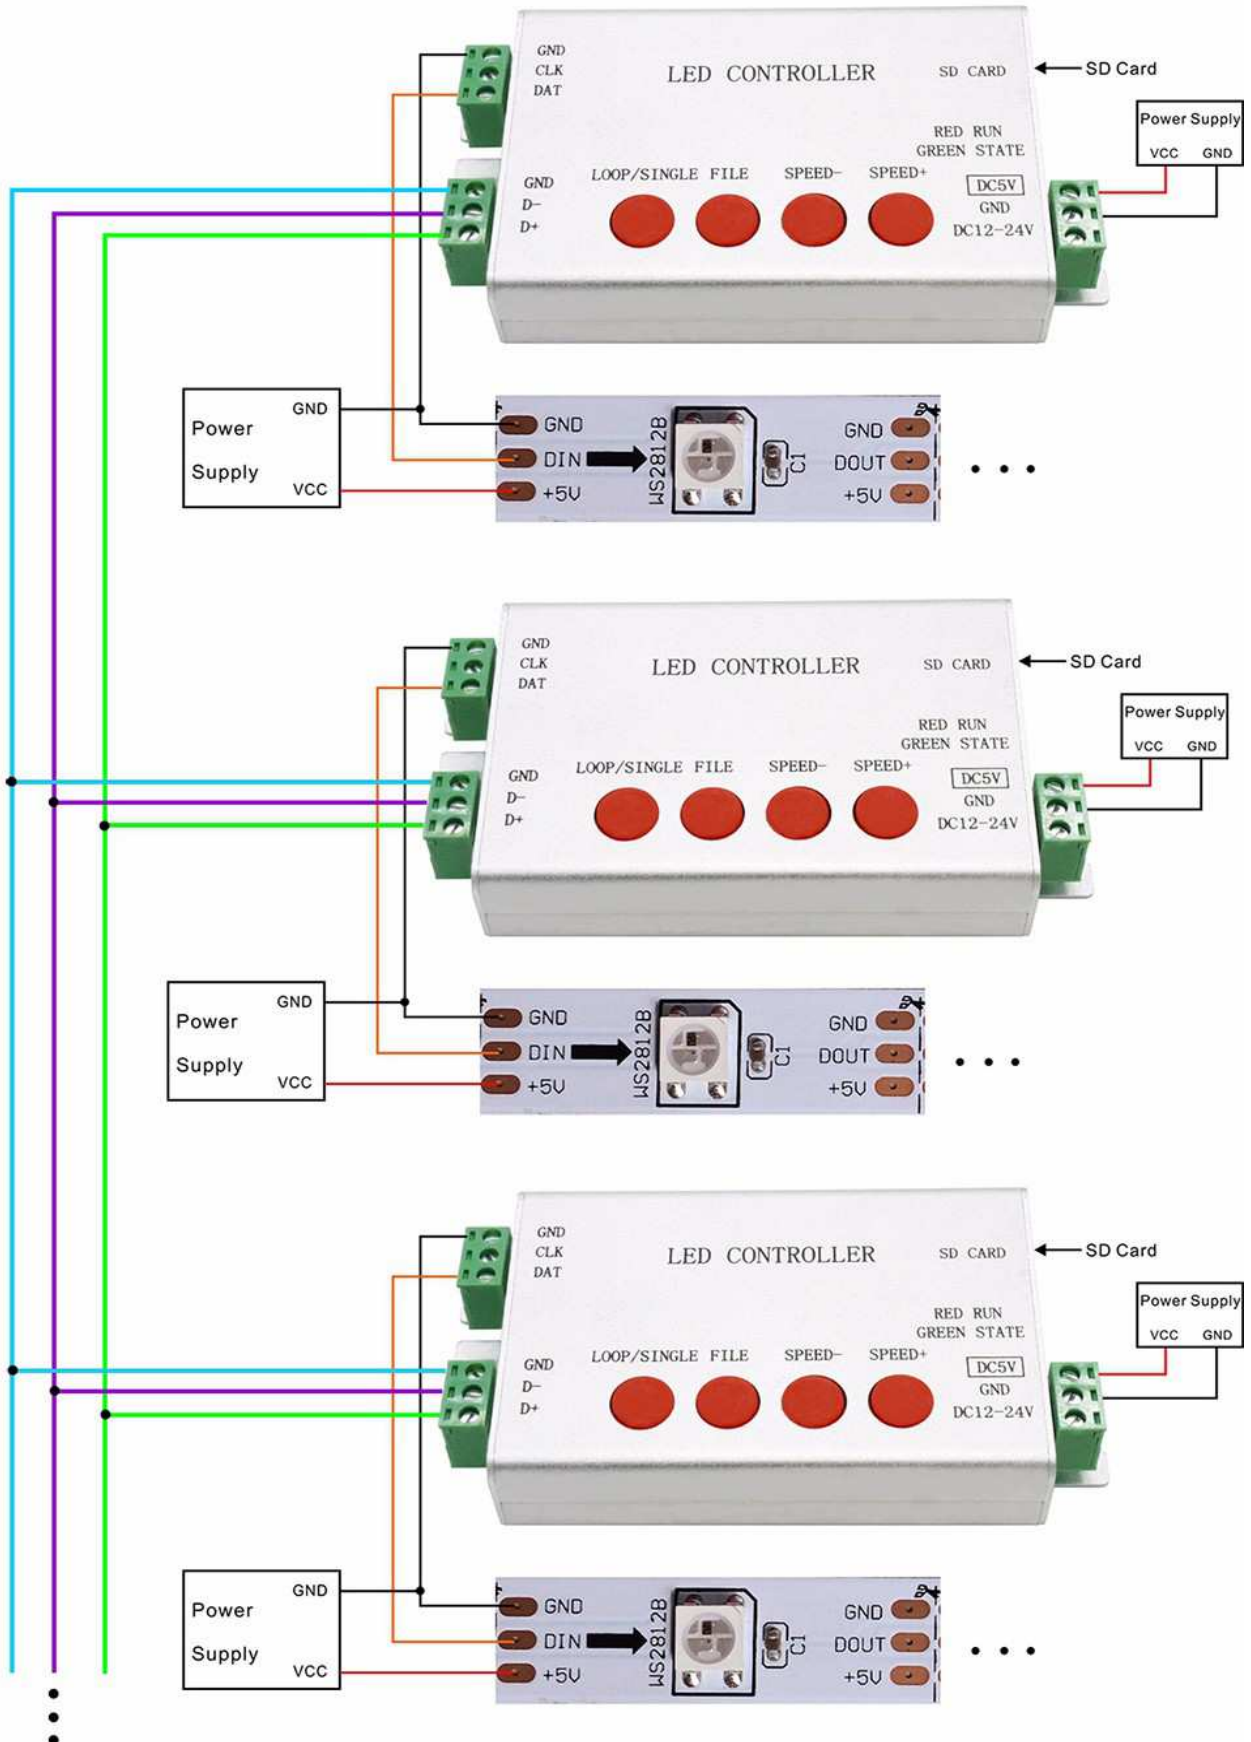 GND
CLK
DAT
LED CONTROLLER
SD CARD
SD Card
RED RUN
GREEN STATE
Power Supply
VCC GND
LOOP/SINGLE FILE SPEED- SPEED+
GND
D-
D+
DC5V
GND
DC12-24V
Power
Supply
GND
VCC
GND
DIN
+5V
WS2812B
C1
GND
DOUT
+5V
GND
CLK
DAT
LED CONTROLLER
SD CARD
SD Card
RED RUN
GREEN STATE
Power Supply
VCC GND
LOOP/SINGLE FILE SPEED- SPEED+
GND
D-
D+
DC5V
GND
DC12-24V
Power
Supply
GND
VCC
GND
DIN
+5V
WS2812B
C1
GND
DOUT
+5V
GND
CLK
DAT
LED CONTROLLER
SD CARD
SD Card
RED RUN
GREEN STATE
Power Supply
VCC GND
LOOP/SINGLE FILE SPEED- SPEED+
GND
D-
D+
DC5V
GND
DC12-24V
Power
Supply
GND
VCC
GND
DIN
+5V
WS2812B
C1
GND
DOUT
+5V